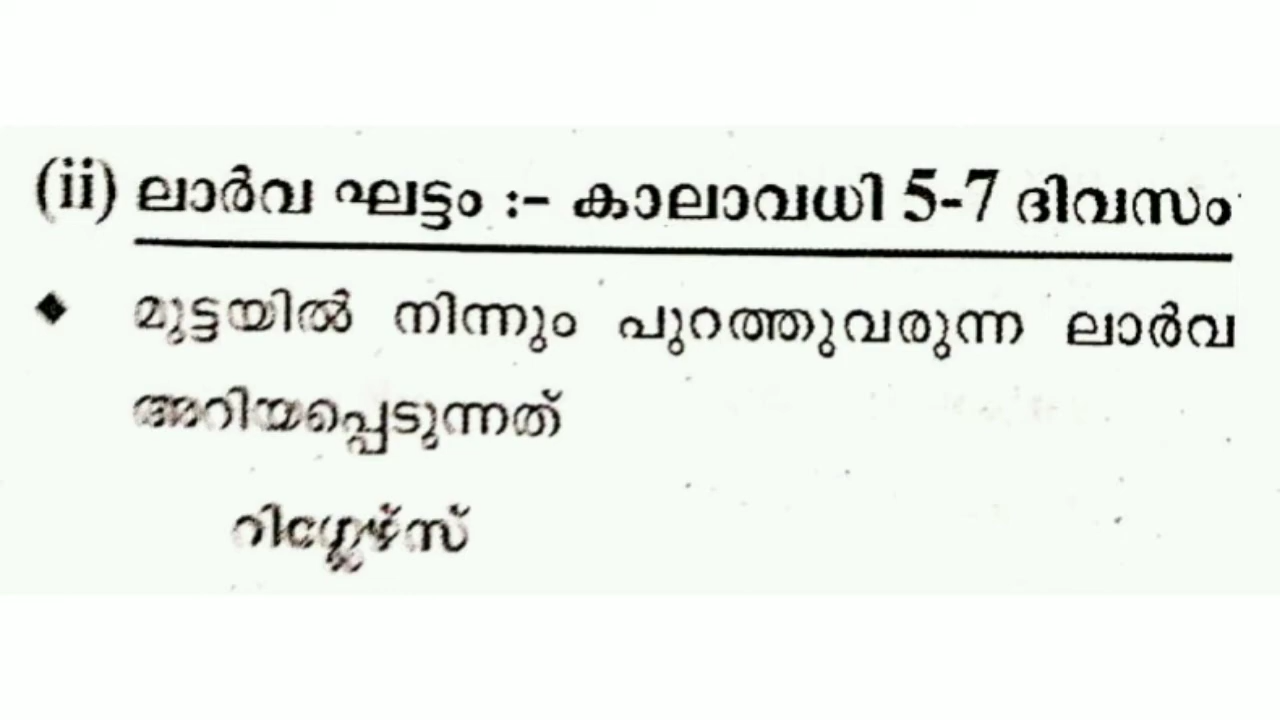 (ii) ലാർവ ഘട്ടം :- കാലാവധി 5-7 ദിവസം
◆ മുട്ടയിൽ നിന്നും പുറത്തുവരുന്ന ലാർവ
അറിയപ്പെടുന്നത്
റിഗ്ലേഴ്സ്